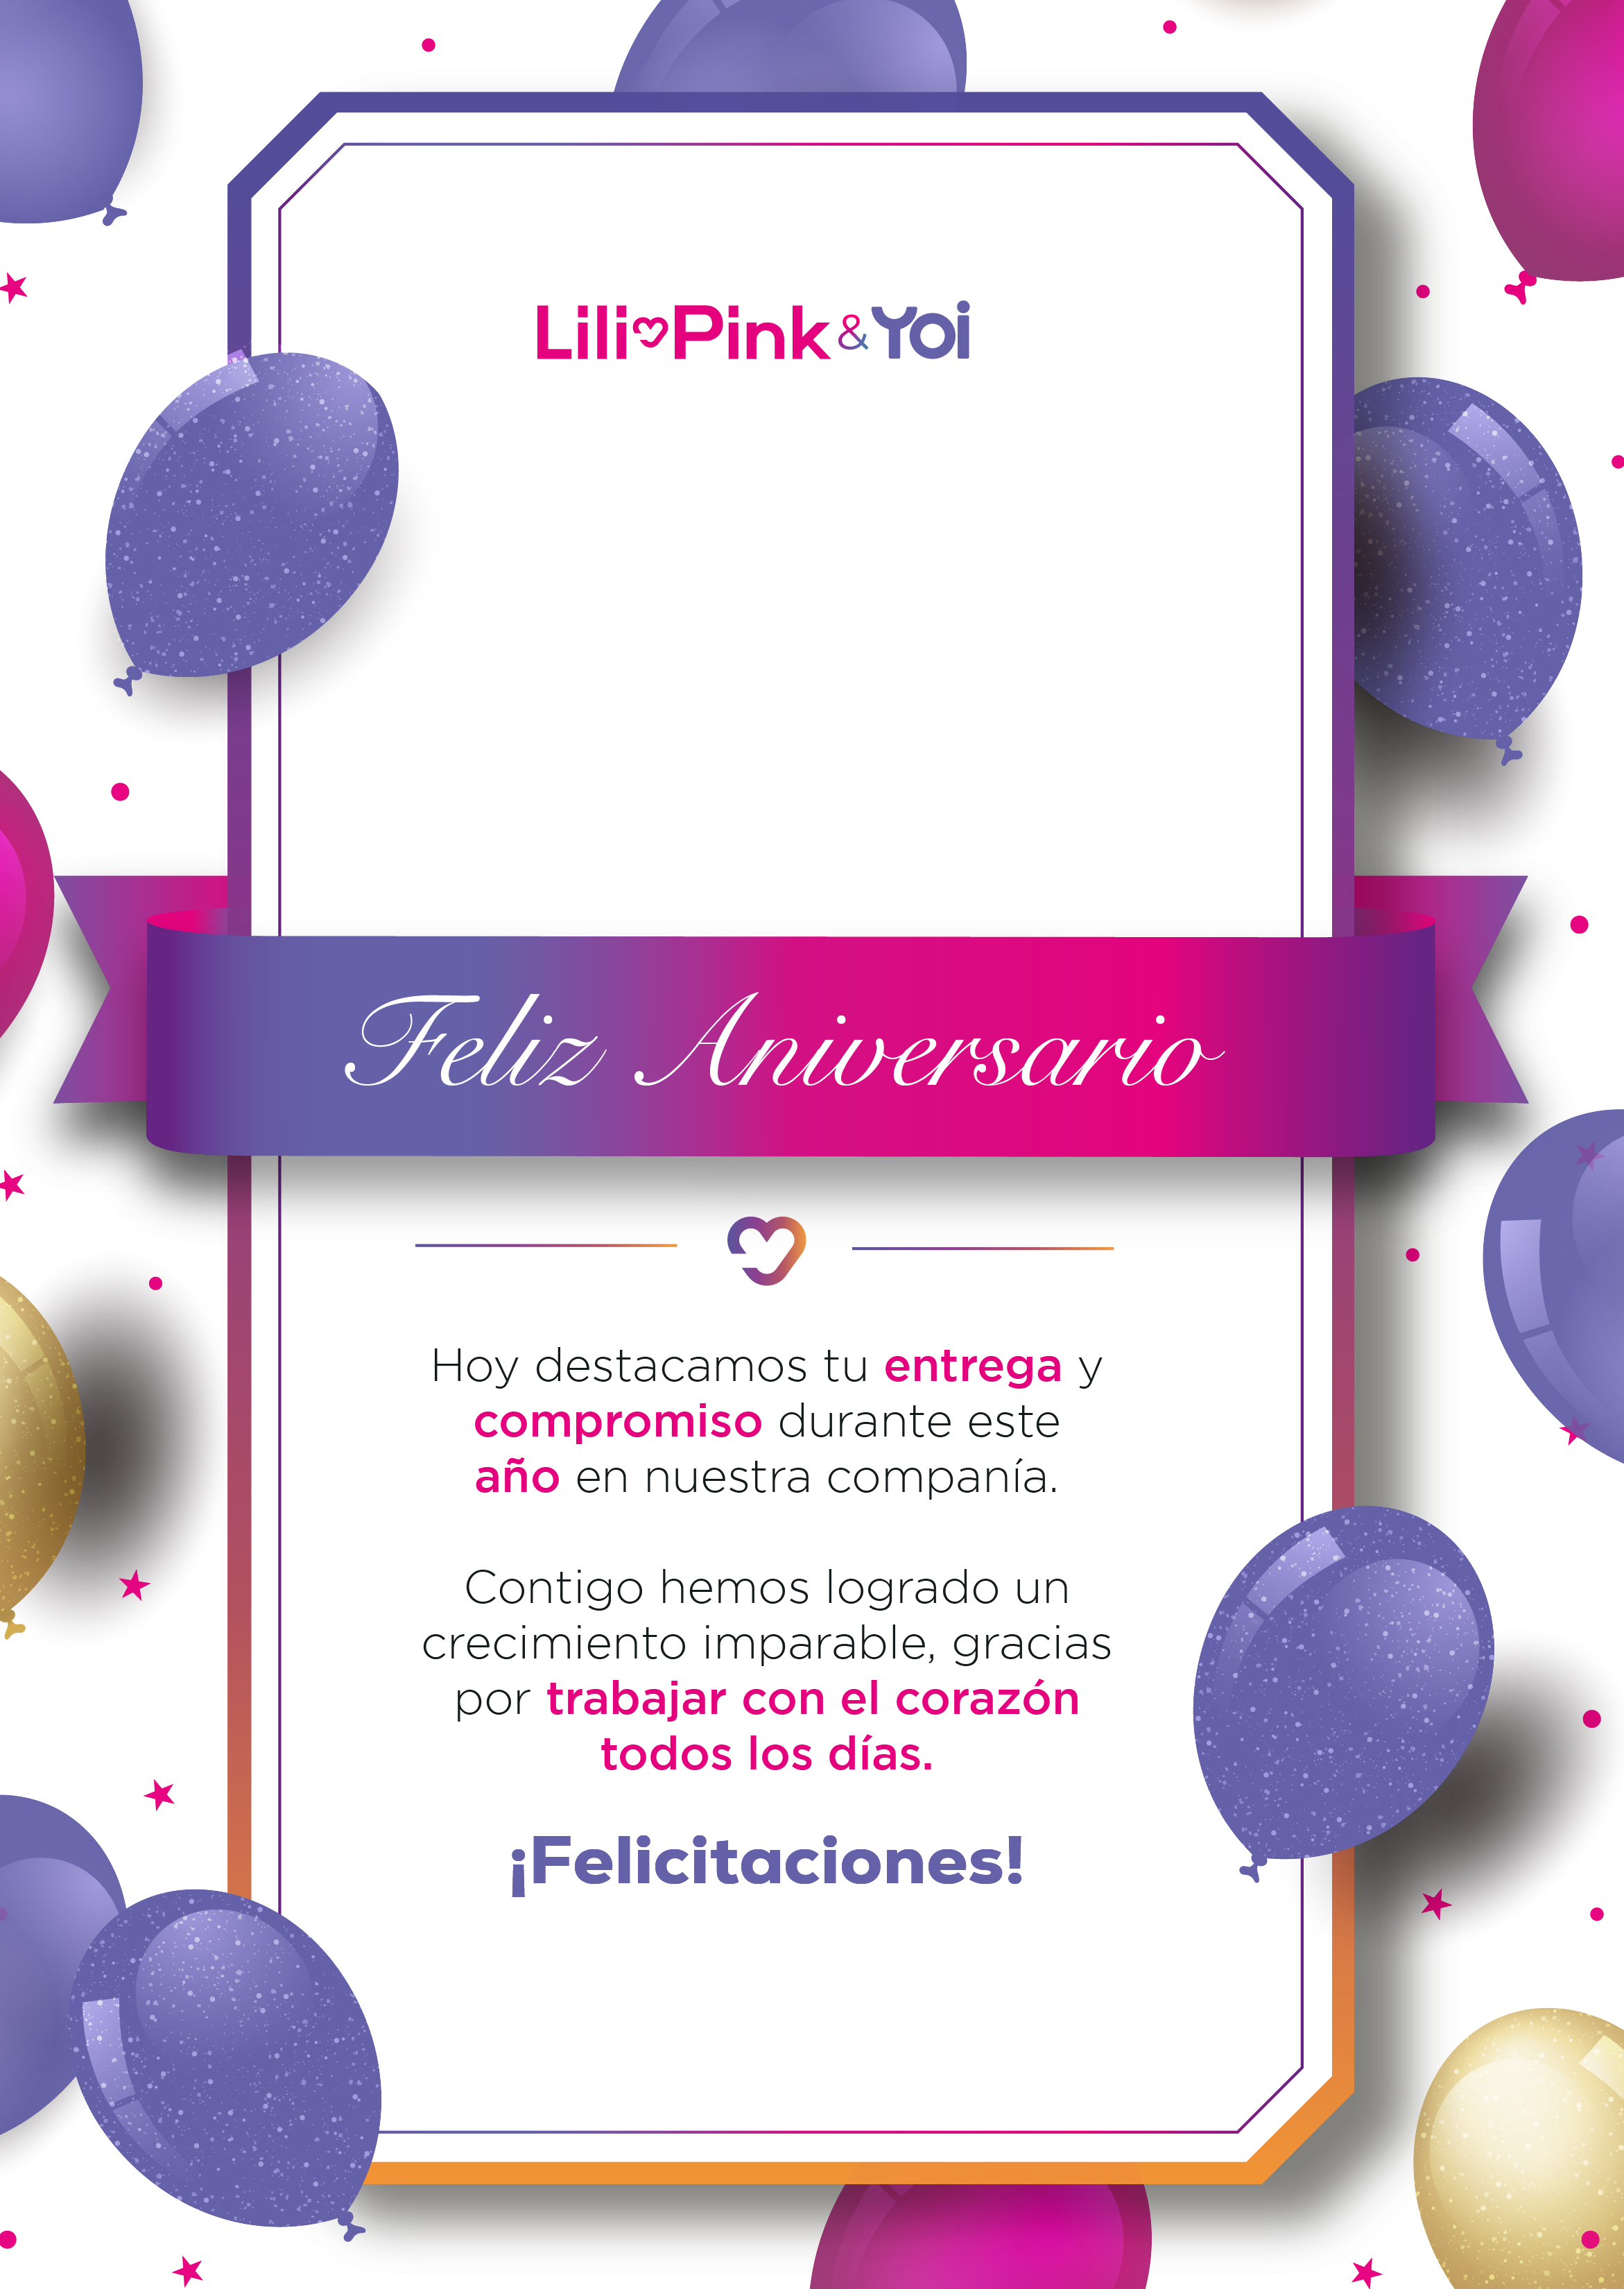 Lili Pink & Yoi
Feliz Aniversario
Hoy destacamos tu entrega y
compromiso durante este
año en nuestra companía.
Contigo hemos logrado un
crecimiento imparable, gracias
por trabajar con el corazón
todos los días.
¡Felicitaciones!